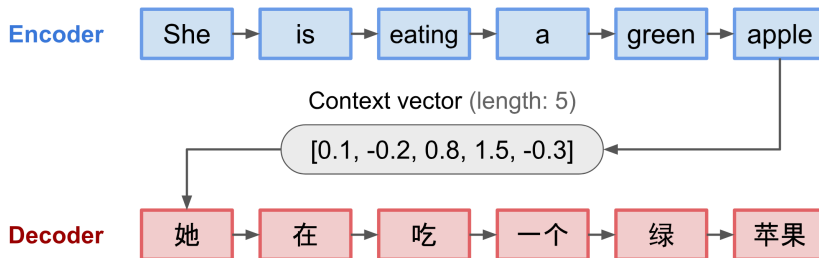 Encoder She is eating a green apple
Context vector (length: 5)
[0.1, -0.2, 0.8, 1.5, -0.3]
Decoder 她 在 吃 一个 绿 苹果